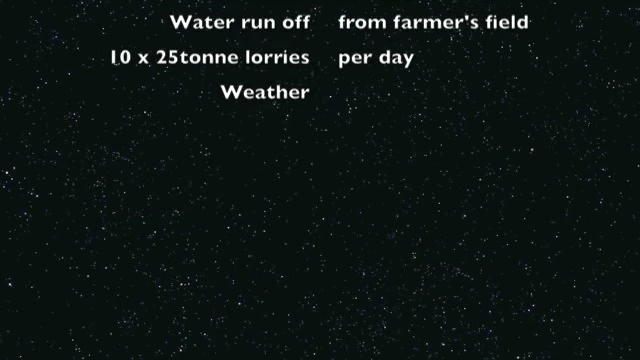 Water run off from farmer's field
10 x 25tonne lorries per day
Weather